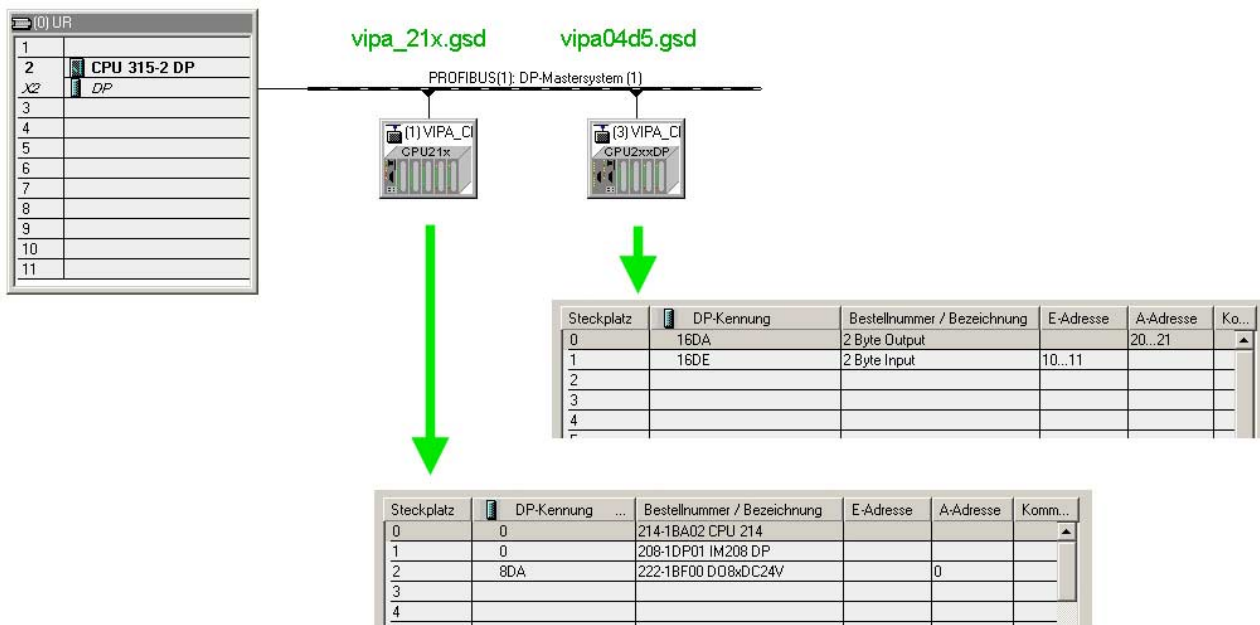 (0) UR
1
2 CPU 315-2 DP
X2 DP
3
4
5
6
7
8
9
10
11
vipa_21x.gsd vipa04d5.gsd
PROFIBUS(1): DP-Mastersystem (1)
(1) VIPA_CI
CPU21x
(3) VIPA_CI
CPU2xxDP
Steckplatz DP-Kennung Bestellnummer / Bezeichnung E-Adresse A-Adresse Ko...
0 16DA 2 Byte Output 20...21
1 16DE 2 Byte Input 10...11
2
3
4
Steckplatz DP-Kennung ... Bestellnummer / Bezeichnung E-Adresse A-Adresse Komm...
0 0 214-1BA02 CPU 214
1 0 208-1DP01 IM208 DP
2 8DA 222-1BF00 DO8xDC24V 0
3
4